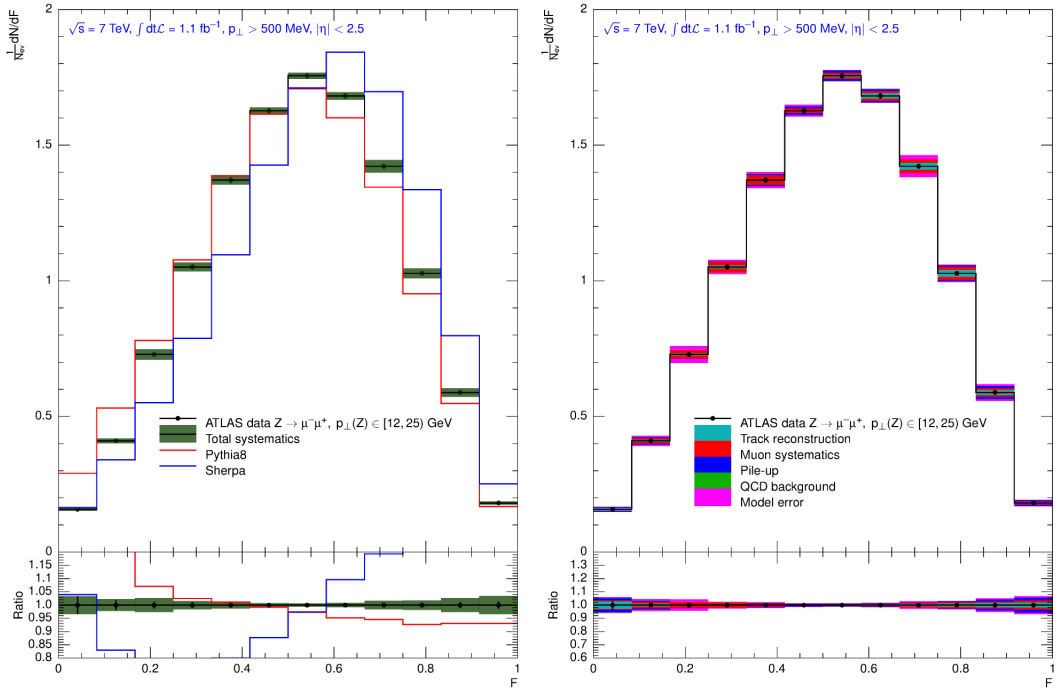 √s = 7 TeV, ∫ dtℒ = 1.1 fb⁻¹, p⊥ > 500 MeV, |η| < 2.5
1/N_ev dN/dF
2
1.5
1
0.5
0
ATLAS data Z → μ⁻μ⁺, p⊥(Z) ∈ [12,25) GeV
Total systematics
Pythia8
Sherpa
Ratio
1.15
1.1
1.05
1.0
0.95
0.9
0.85
0.8
0
0.2
0.4
0.6
0.8
1
F
√s = 7 TeV, ∫ dtℒ = 1.1 fb⁻¹, p⊥ > 500 MeV, |η| < 2.5
1/N_ev dN/dF
2
1.5
1
0.5
0
ATLAS data Z → μ⁻μ⁺, p⊥(Z) ∈ [12,25) GeV
Track reconstruction
Muon systematics
Pile-up
QCD background
Model error
Ratio
1.3
1.2
1.1
1.0
0.9
0.8
0.7
0.6
0
0.2
0.4
0.6
0.8
1
F